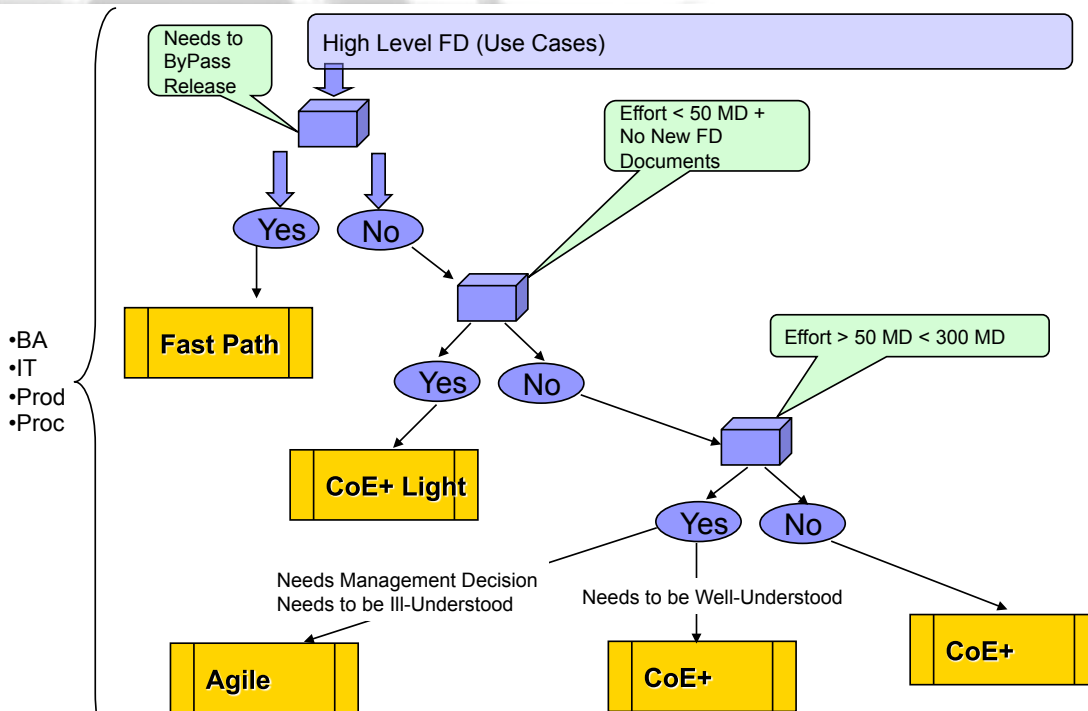 Needs to
ByPass
Release
High Level FD (Use Cases)
Effort < 50 MD +
No New FD
Documents
Yes
No
•BA
•IT
•Prod
•Proc
Fast Path
Effort > 50 MD < 300 MD
Yes
No
CoE+ Light
Yes
No
Needs Management Decision
Needs to be Ill-Understood
Needs to be Well-Understood
Agile
CoE+
CoE+